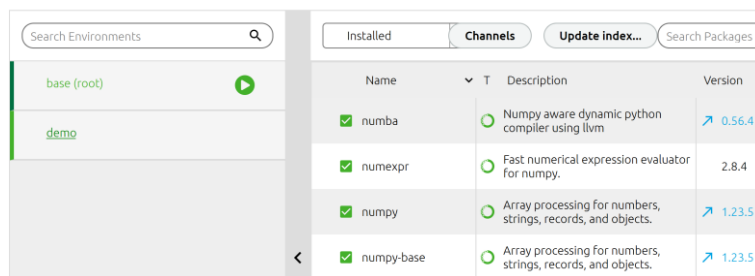 Search Environments
Installed
Channels
Update index...
Search Packages
base (root)
demo
Name
T
Description
Version
numba
Numpy aware dynamic python
compiler using llvm
0.56.4
numexpr
Fast numerical expression evaluator
for numpy.
2.8.4
numpy
Array processing for numbers,
strings, records, and objects.
1.23.5
numpy-base
Array processing for numbers,
strings, records, and objects.
1.23.5